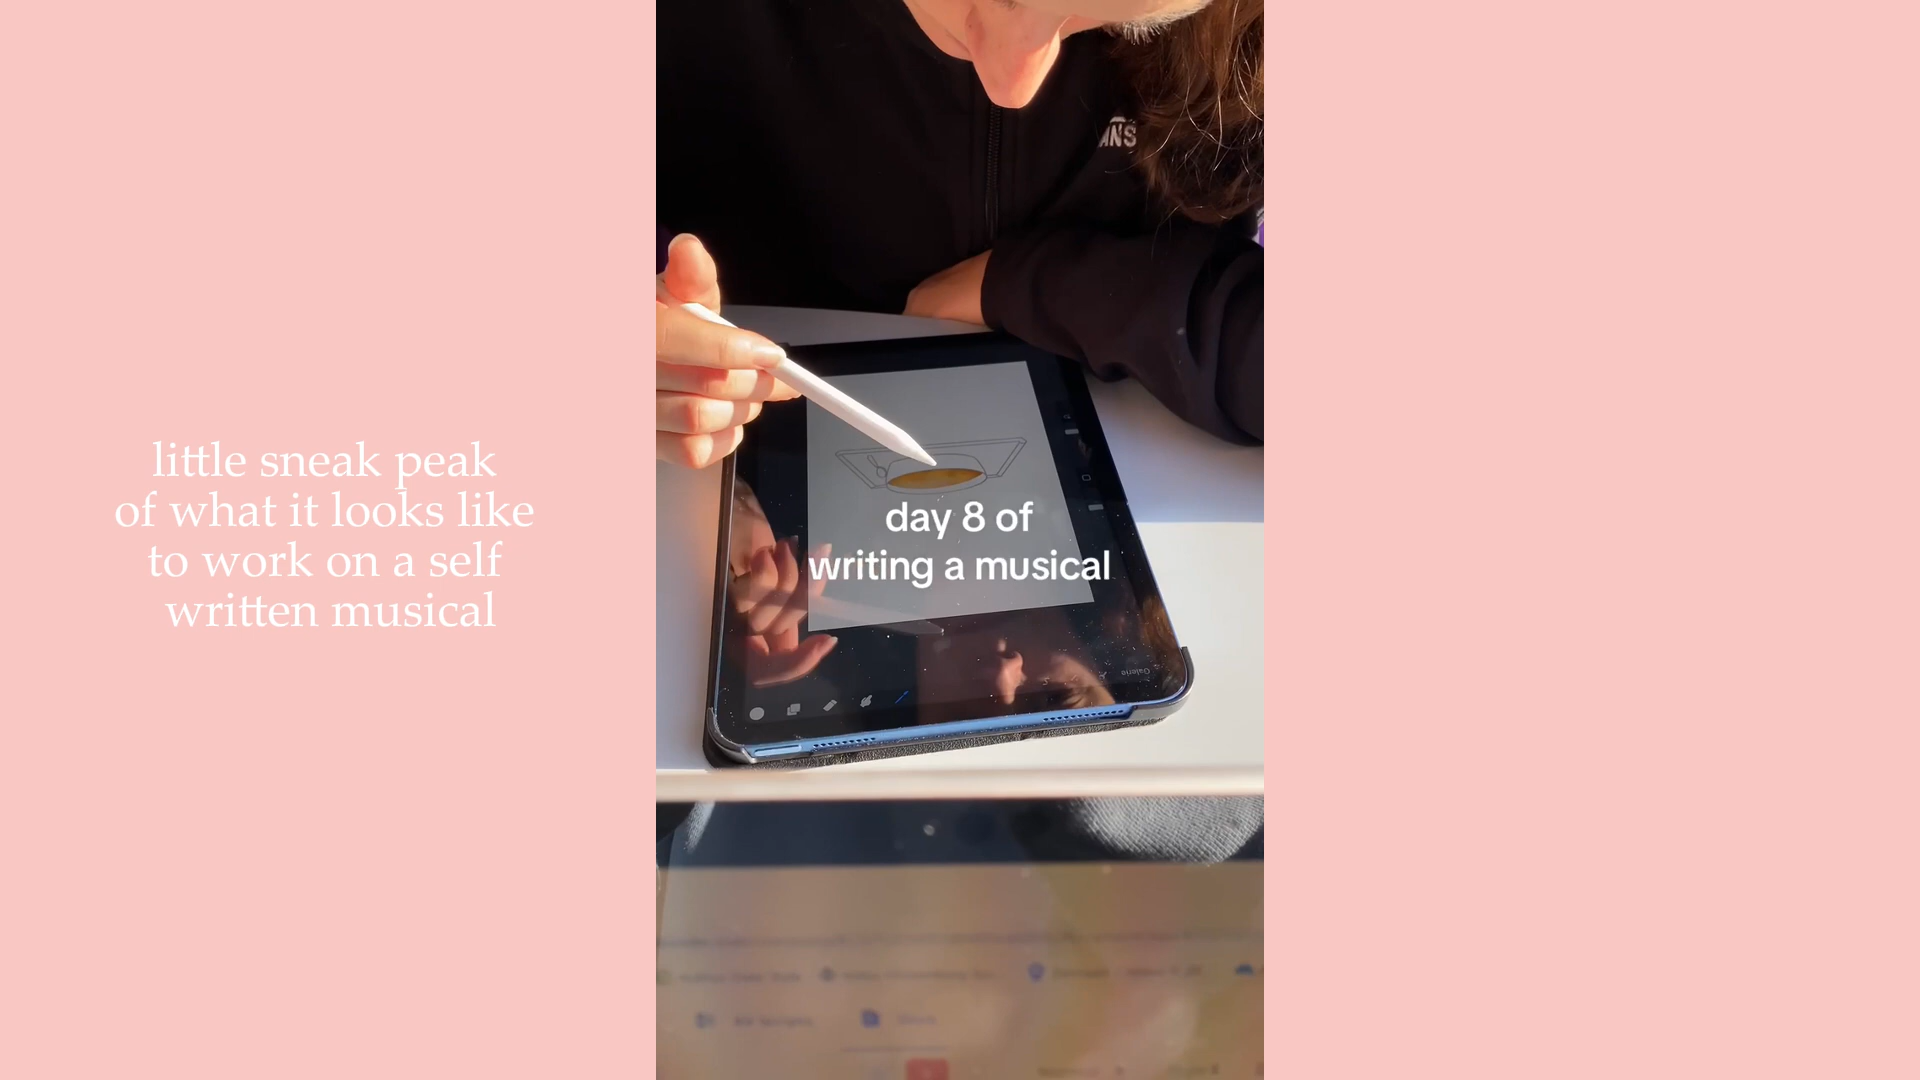 little sneak peak
of what it looks like
to work on a self
written musical
day 8 of
writing a musical
Galerie